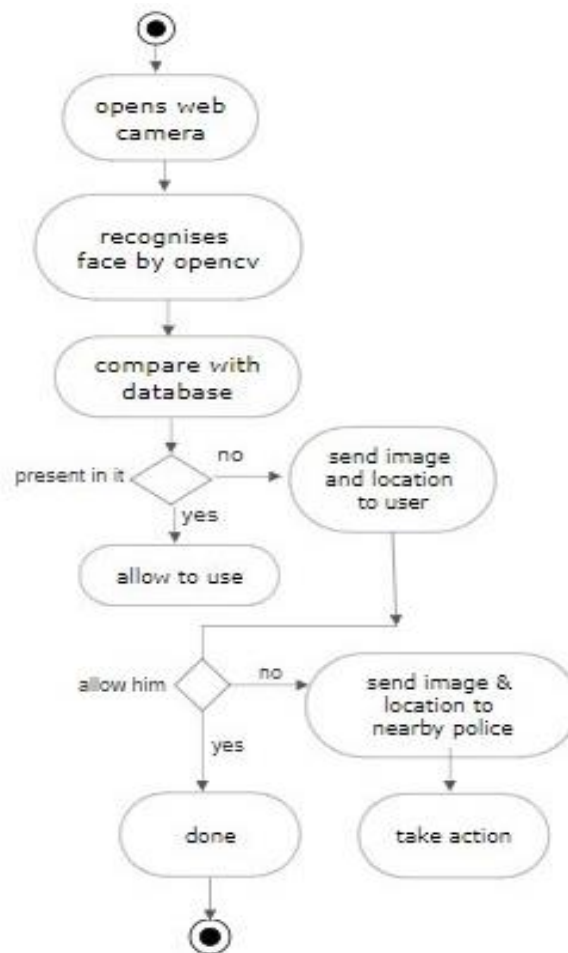 opens web
camera
recognises
face by opencv
compare with
database
present in it
no
yes
send image
and location
to user
allow to use
allow him
no
yes
send image &
location to
nearby police
done
take action